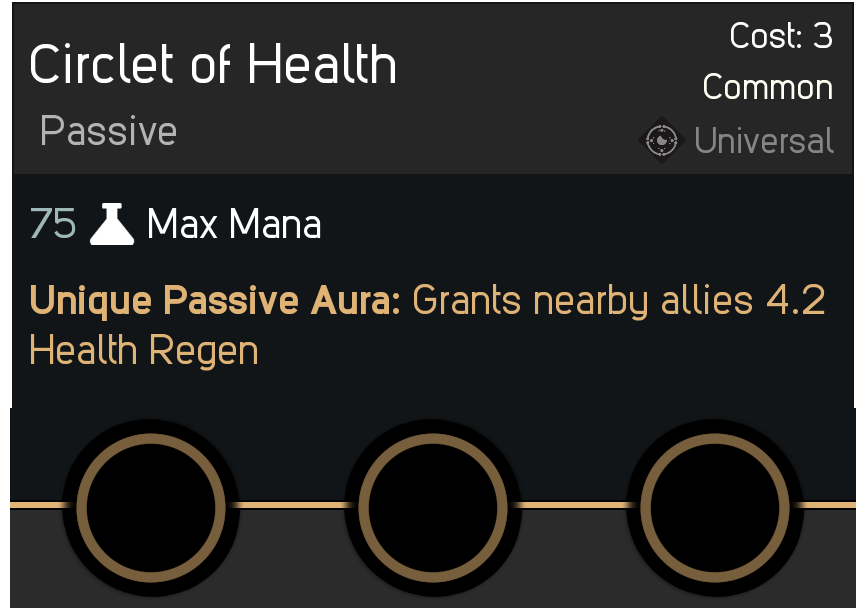 Circlet of Health
Cost: 3
Common
Passive
Universal
75 Max Mana
Unique Passive Aura: Grants nearby allies 4.2
Health Regen